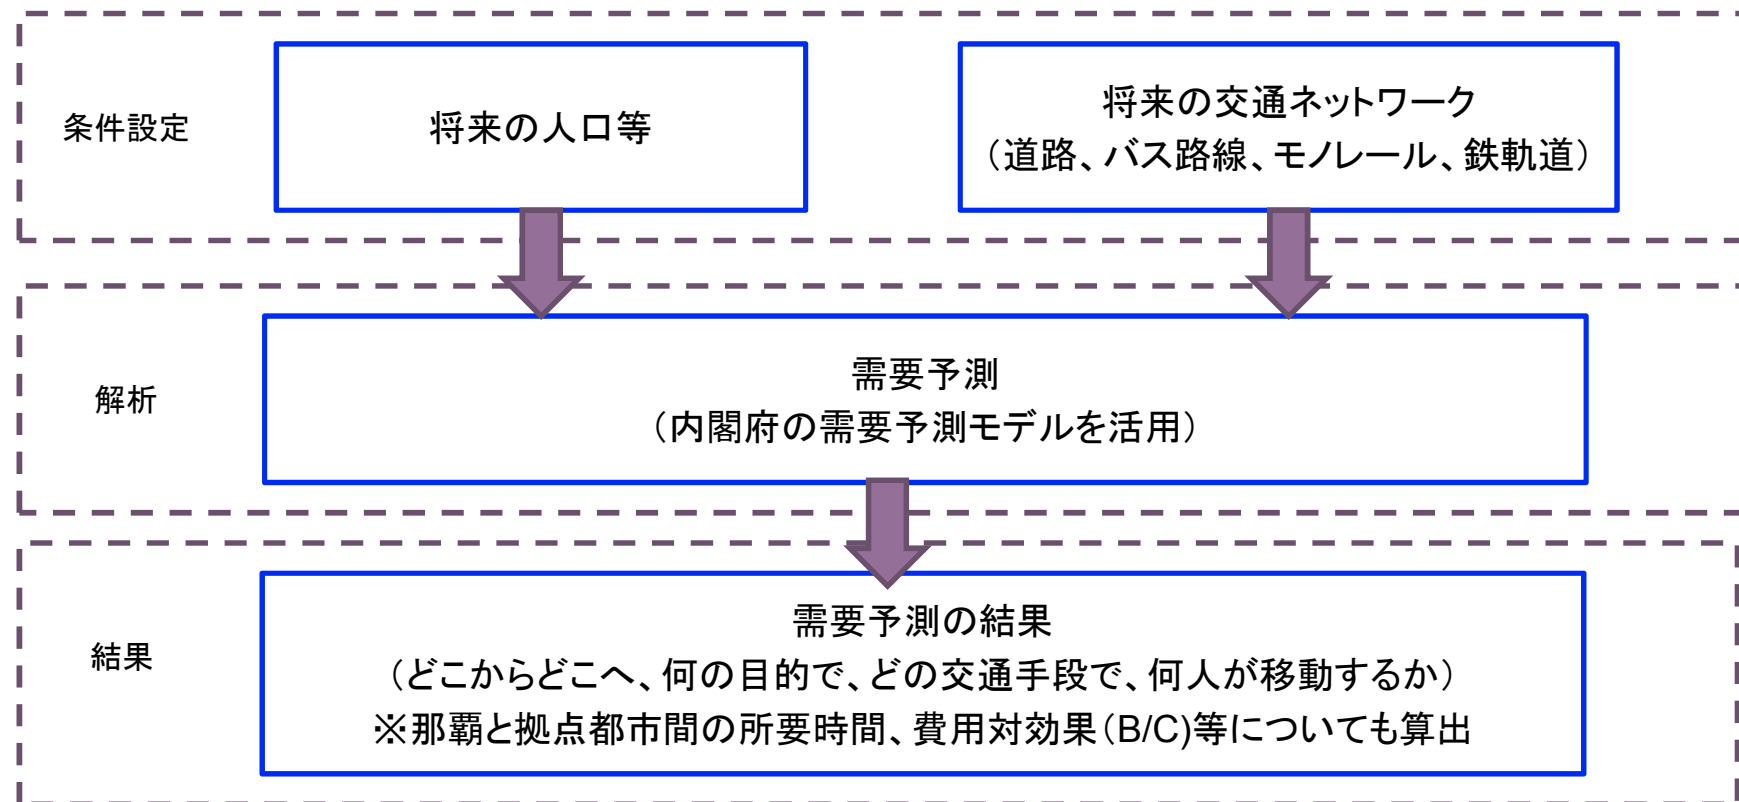 条件設定
将来の人口等
将来の交通ネットワーク
（道路、バス路線、モノレール、鉄軌道）
解析
需要予測
（内閣府の需要予測モデルを活用）
結果
需要予測の結果
（どこからどこへ、何の目的で、どの交通手段で、何人が移動するか）
※那覇と拠点都市間の所要時間、費用対効果（B/C)等についても算出